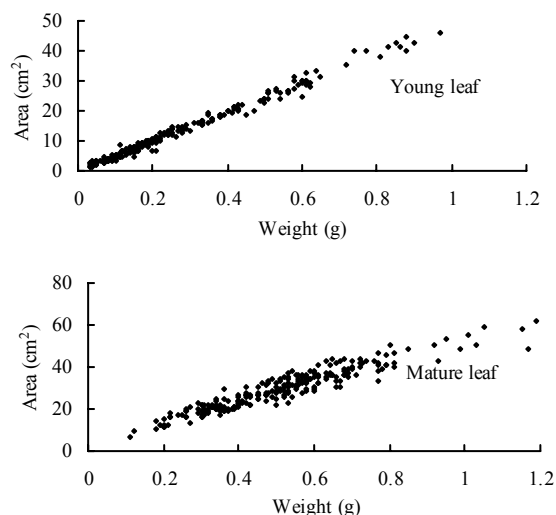 50
40
30
20
10
0
Area (cm²)
Young leaf
0.2 0.4 0.6 0.8 1 1.2
Weight (g)
80
60
40
20
0
Area (cm²)
Mature leaf
0 0.2 0.4 0.6 0.8 1 1.2
Weight (g)